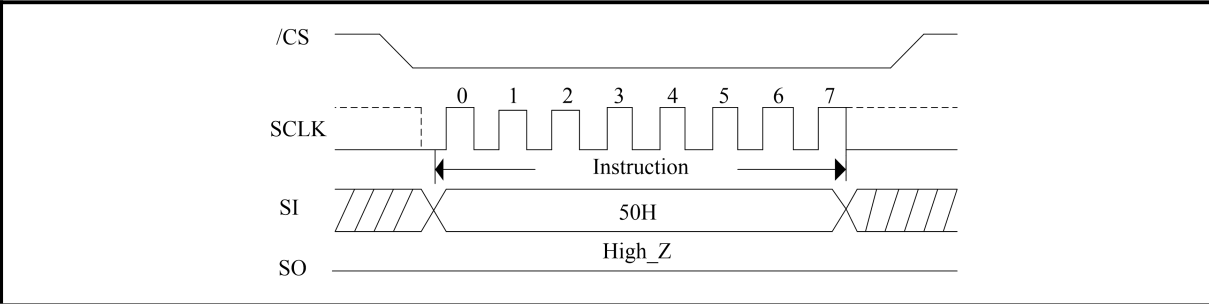 /CS
0 1 2 3 4 5 6 7
SCLK
Instruction
SI
50H
High_Z
SO